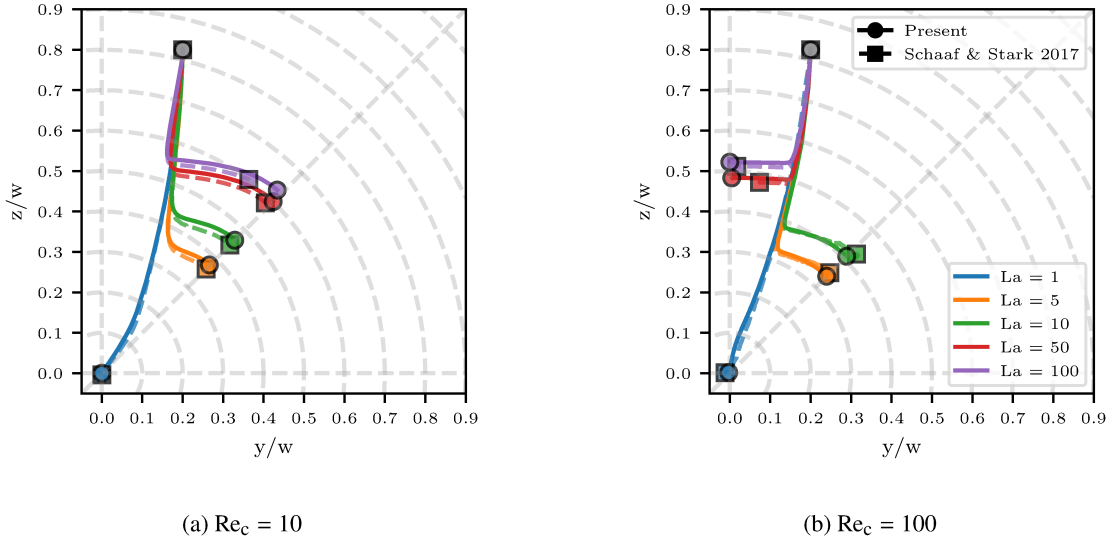 0.9
0.8
0.7
0.6
0.5
0.4
0.3
0.2
0.1
0.0
z/w
0.0 0.1 0.2 0.3 0.4 0.5 0.6 0.7 0.8 0.9
y/w
(a) Re_c = 10
0.9
0.8
0.7
0.6
0.5
0.4
0.3
0.2
0.1
0.0
z/w
Present
Schaaf & Stark 2017
La = 1
La = 5
La = 10
La = 50
La = 100
0.0 0.1 0.2 0.3 0.4 0.5 0.6 0.7 0.8 0.9
y/w
(b) Re_c = 100